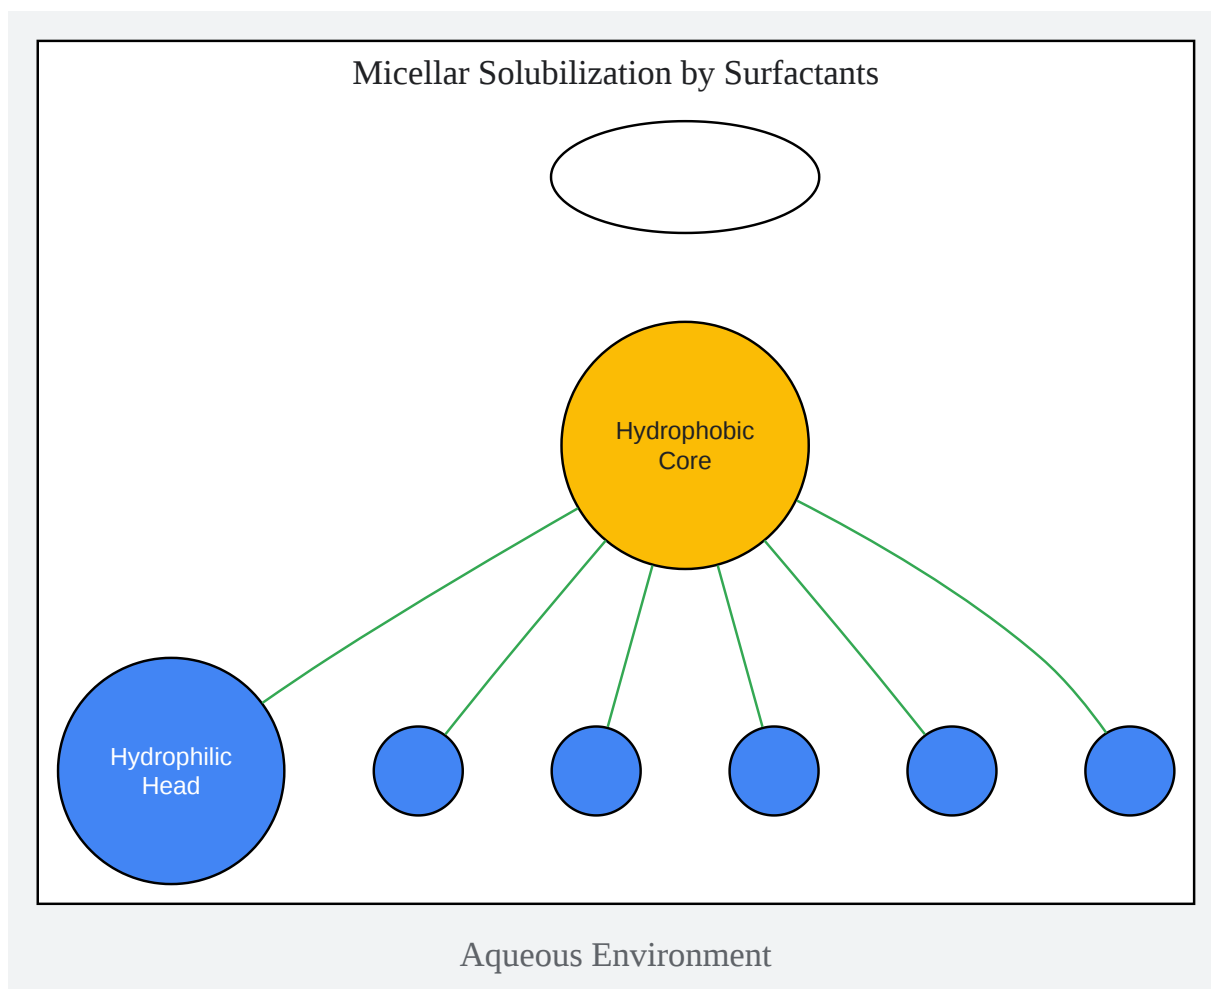 Micellar Solubilization by Surfactants
Hydrophobic
Core
Hydrophilic
Head
Aqueous Environment